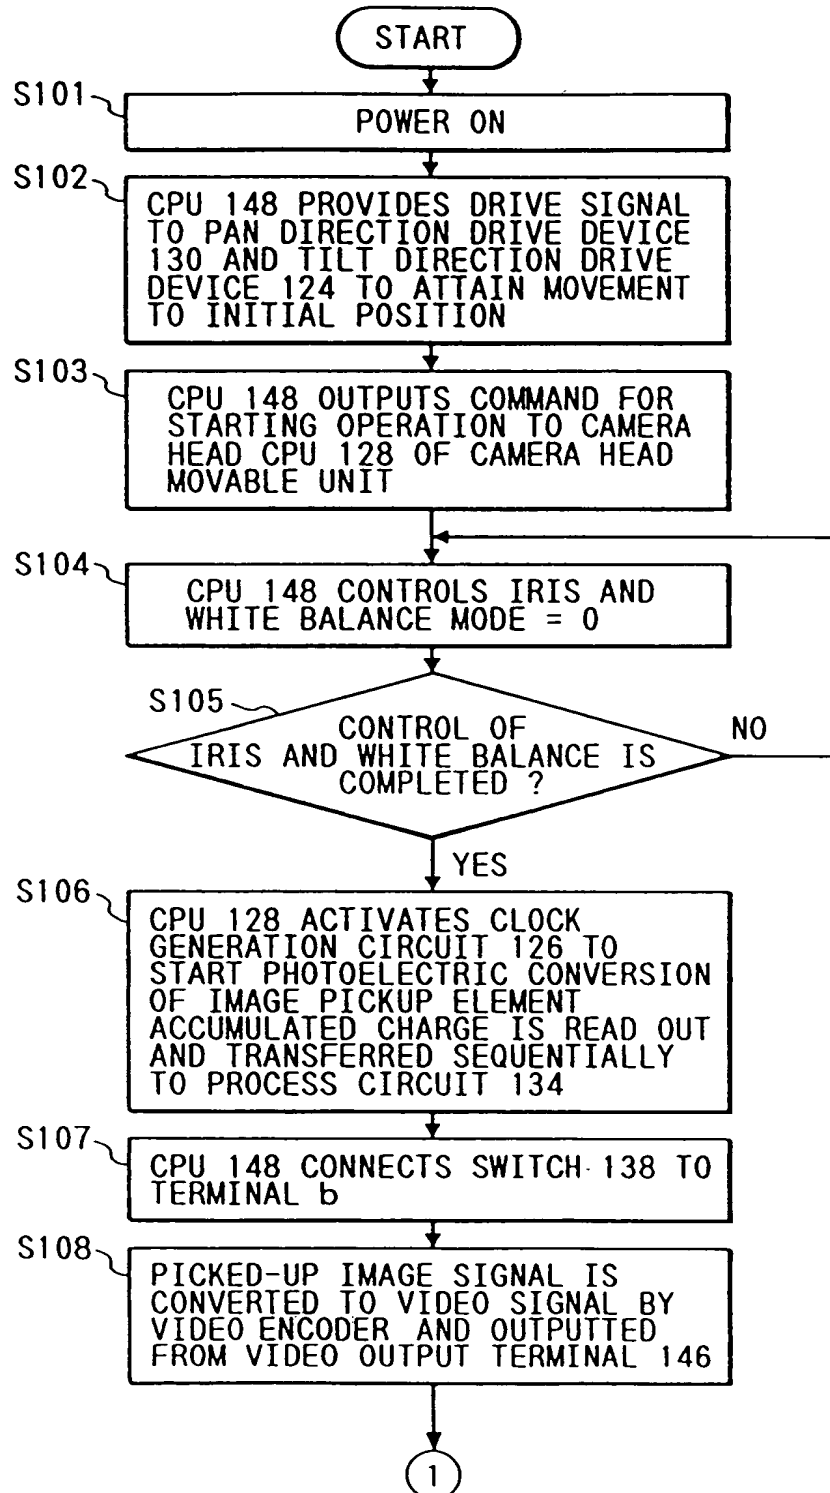 START
S101
POWER ON
S102
CPU 148 PROVIDES DRIVE SIGNAL
TO PAN DIRECTION DRIVE DEVICE
130 AND TILT DIRECTION DRIVE
DEVICE 124 TO ATTAIN MOVEMENT
TO INITIAL POSITION
S103
CPU 148 OUTPUTS COMMAND FOR
STARTING OPERATION TO CAMERA
HEAD CPU 128 OF CAMERA HEAD
MOVABLE UNIT
S104
CPU 148 CONTROLS IRIS AND
WHITE BALANCE MODE = 0
S105
CONTROL OF
IRIS AND WHITE BALANCE IS
COMPLETED ?
NO
YES
S106
CPU 128 ACTIVATES CLOCK
GENERATION CIRCUIT 126 TO
START PHOTOELECTRIC CONVERSION
OF IMAGE PICKUP ELEMENT
ACCUMULATED CHARGE IS READ OUT
AND TRANSFERRED SEQUENTIALLY
TO PROCESS CIRCUIT 134
S107
CPU 148 CONNECTS SWITCH 138 TO
TERMINAL b
S108
PICKED-UP IMAGE SIGNAL IS
CONVERTED TO VIDEO SIGNAL BY
VIDEO ENCODER AND OUTPUTTED
FROM VIDEO OUTPUT TERMINAL 146
1